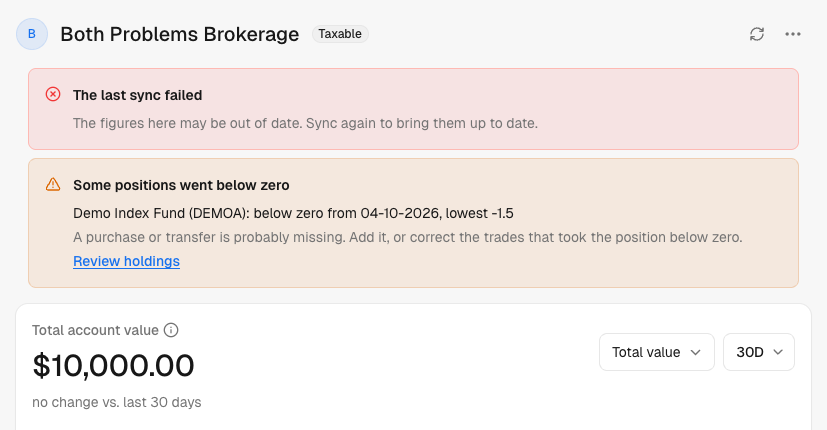 B
Both Problems Brokerage
Taxable
The last sync failed
The figures here may be out of date. Sync again to bring them up to date.
Some positions went below zero
Demo Index Fund (DEMOA): below zero from 04-10-2026, lowest -1.5
A purchase or transfer is probably missing. Add it, or correct the trades that took the position below zero.
Review holdings
Total account value
$10,000.00
no change vs. last 30 days
Total value
30D